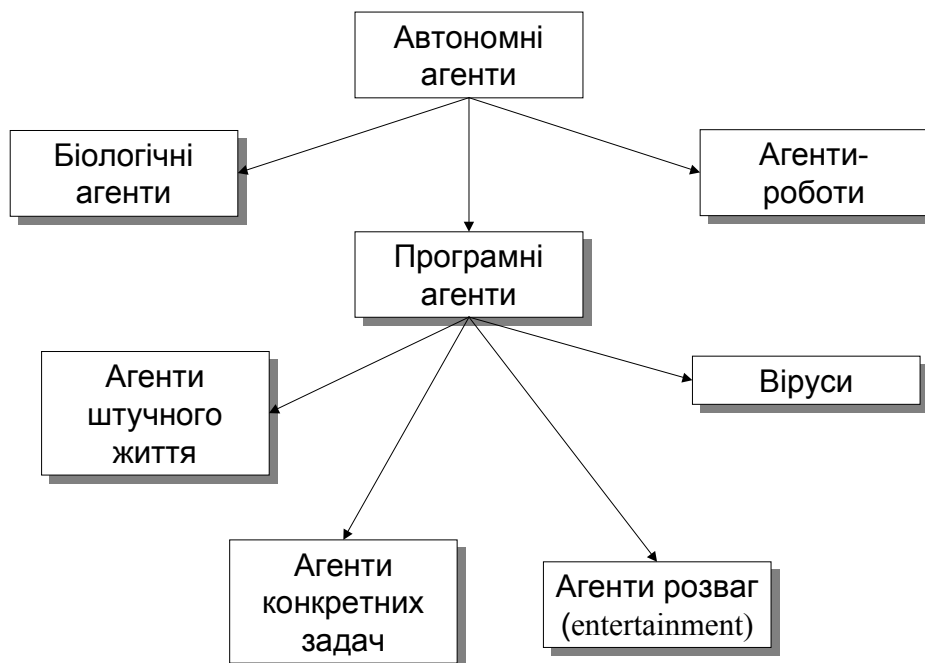 Автономні
агенти
Біологічні
агенти
Агенти-
роботи
Програмні
агенти
Агенти
штучного
життя
Віруси
Агенти
конкретних
задач
Агенти розваг
(entertainment)